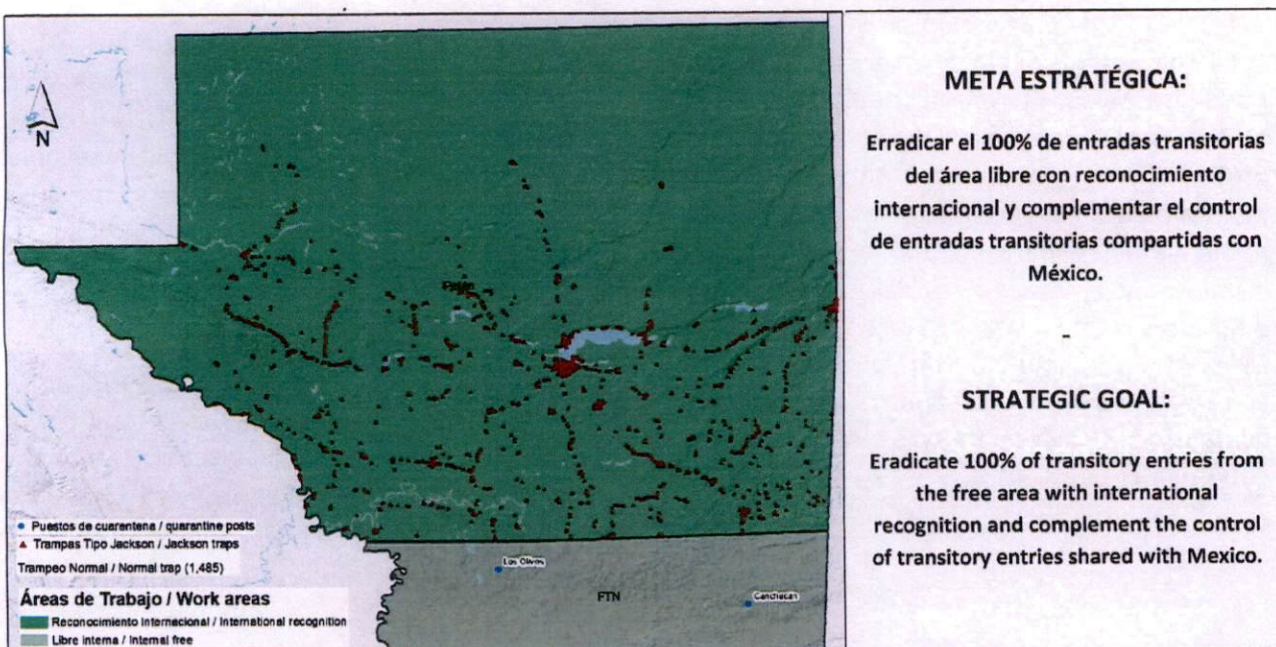 N
Petén
• Puestos de cuarentena / quarantine posts
▲ Trampas Tipo Jackson / Jackson traps
Trampeo Normal / Normal trap (1,485)
Áreas de Trabajo / Work areas
Reconocimiento Internacional / International recognition
Libre interna / Internal free
Los Olivos
FTN
Canchacan
META ESTRATÉGICA:
Erradicar el 100% de entradas transitorias
del área libre con reconocimiento
internacional y complementar el control
de entradas transitorias compartidas con
México.
-
STRATEGIC GOAL:
Eradicate 100% of transitory entries from
the free area with international
recognition and complement the control
of transitory entries shared with Mexico.